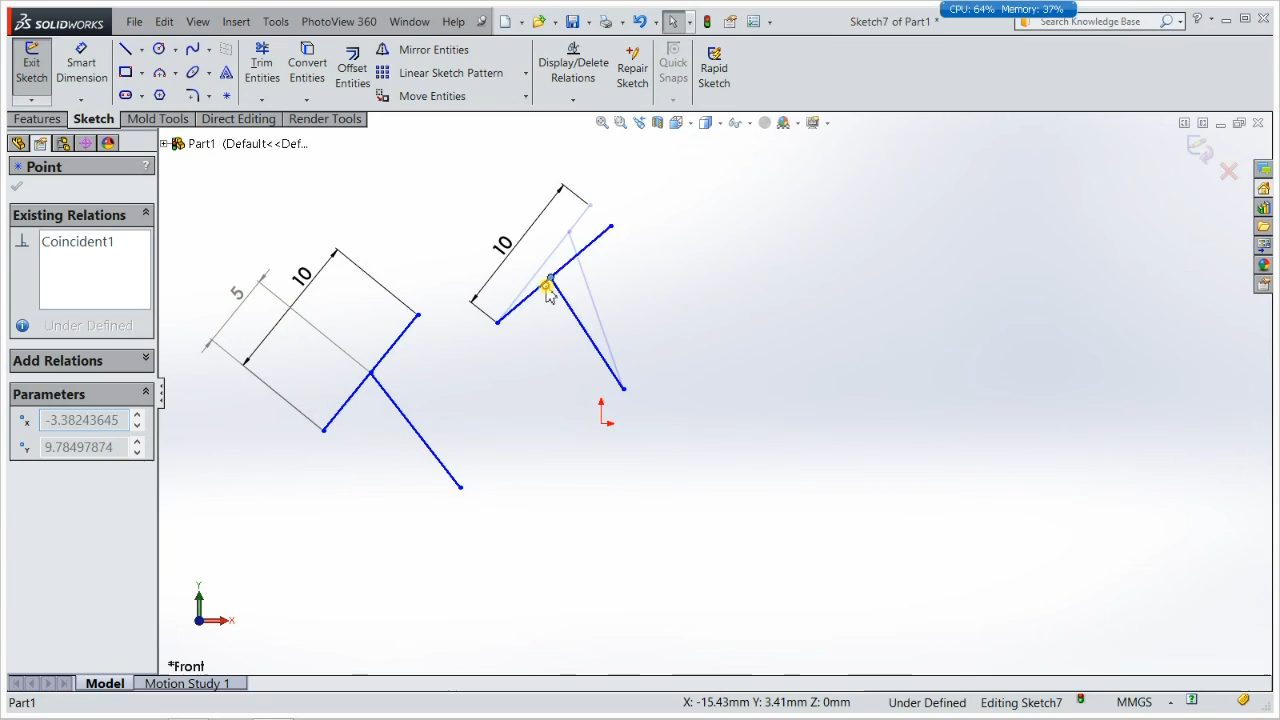 CPU: 64% Memory: 37%
3S SOLIDWORKS File Edit View Insert Tools PhotoView 360 Window Help Sketch7 of Part1 * Search Knowledge Base ?
Exit Sketch
Smart Dimension
Trim Entities
Convert Entities
Offset Entities
Mirror Entities
Linear Sketch Pattern
Move Entities
Display/Delete Relations
Repair Sketch
Quick Snaps
Rapid Sketch
Features Sketch Mold Tools Direct Editing Render Tools
Part1 (Default<<Def...
Point ?
Existing Relations
Coincident1
Under Defined
Add Relations
Parameters
x -3.38243645
y 9.78497874
5
10
10
Y
X
*Front
Model Motion Study 1
Part1 X: -15.43mm Y: 3.41mm Z: 0mm Under Defined Editing Sketch7 MMGS ?